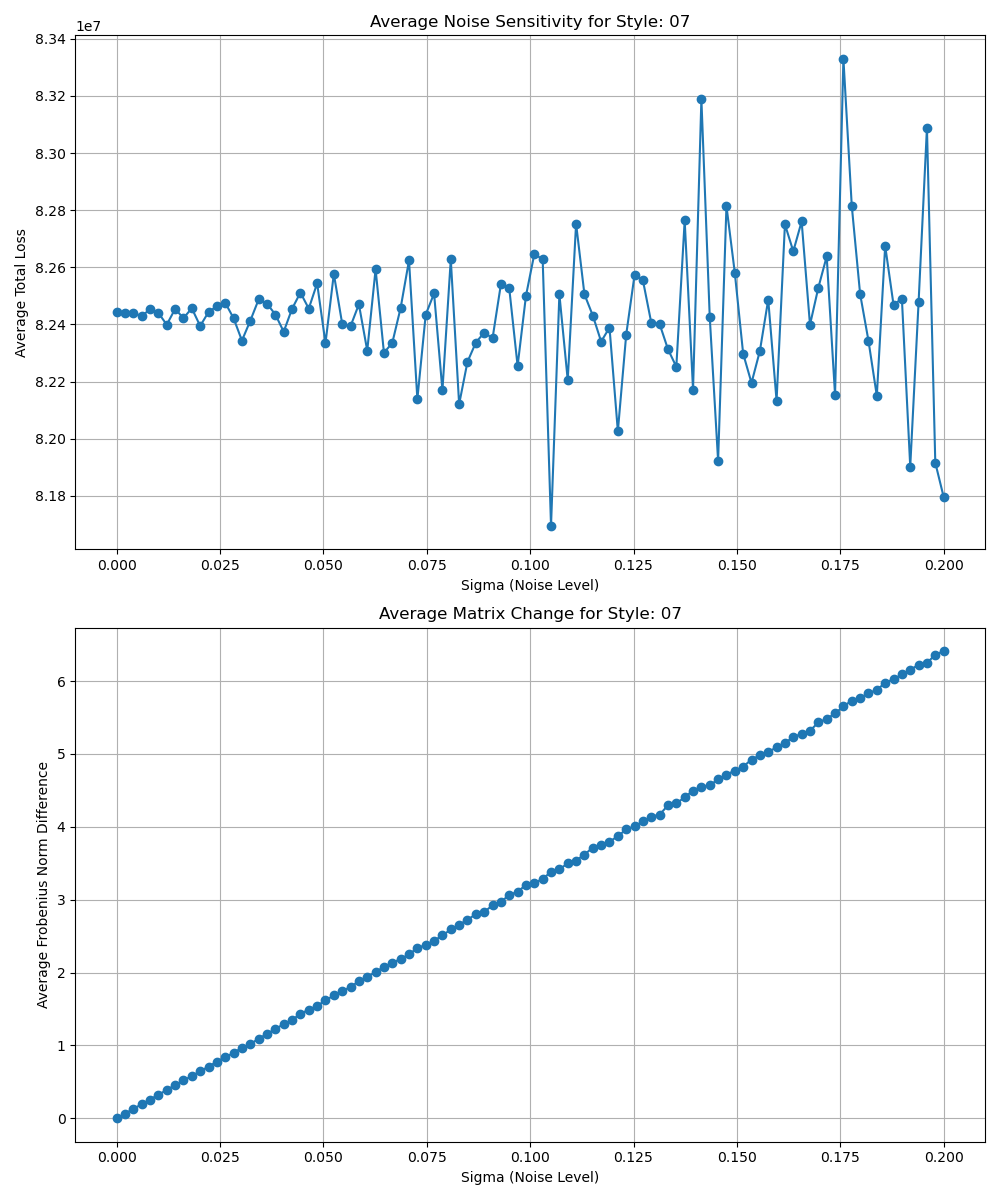 Average Noise Sensitivity for Style: 07
1e7
8.34
8.32
8.30
8.28
8.26
8.24
8.22
8.20
8.18
Average Total Loss
0.000 0.025 0.050 0.075 0.100 0.125 0.150 0.175 0.200
Sigma (Noise Level)
Average Matrix Change for Style: 07
6
5
4
3
2
1
0
Average Frobenius Norm Difference
0.000 0.025 0.050 0.075 0.100 0.125 0.150 0.175 0.200
Sigma (Noise Level)